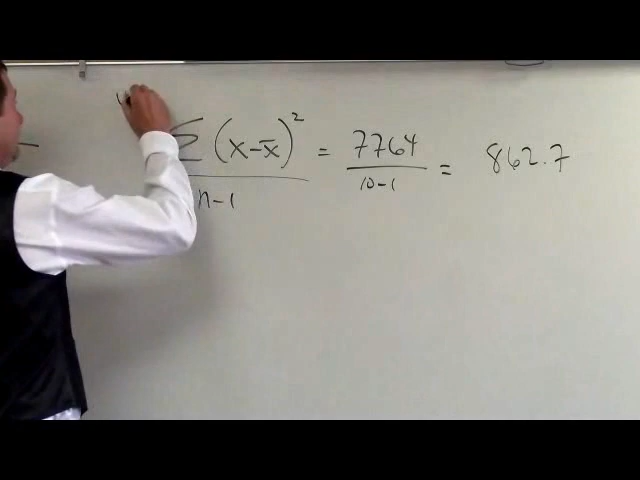 Σ (x-x̄)² / n-1 = 7764 / 10-1 = 862.7